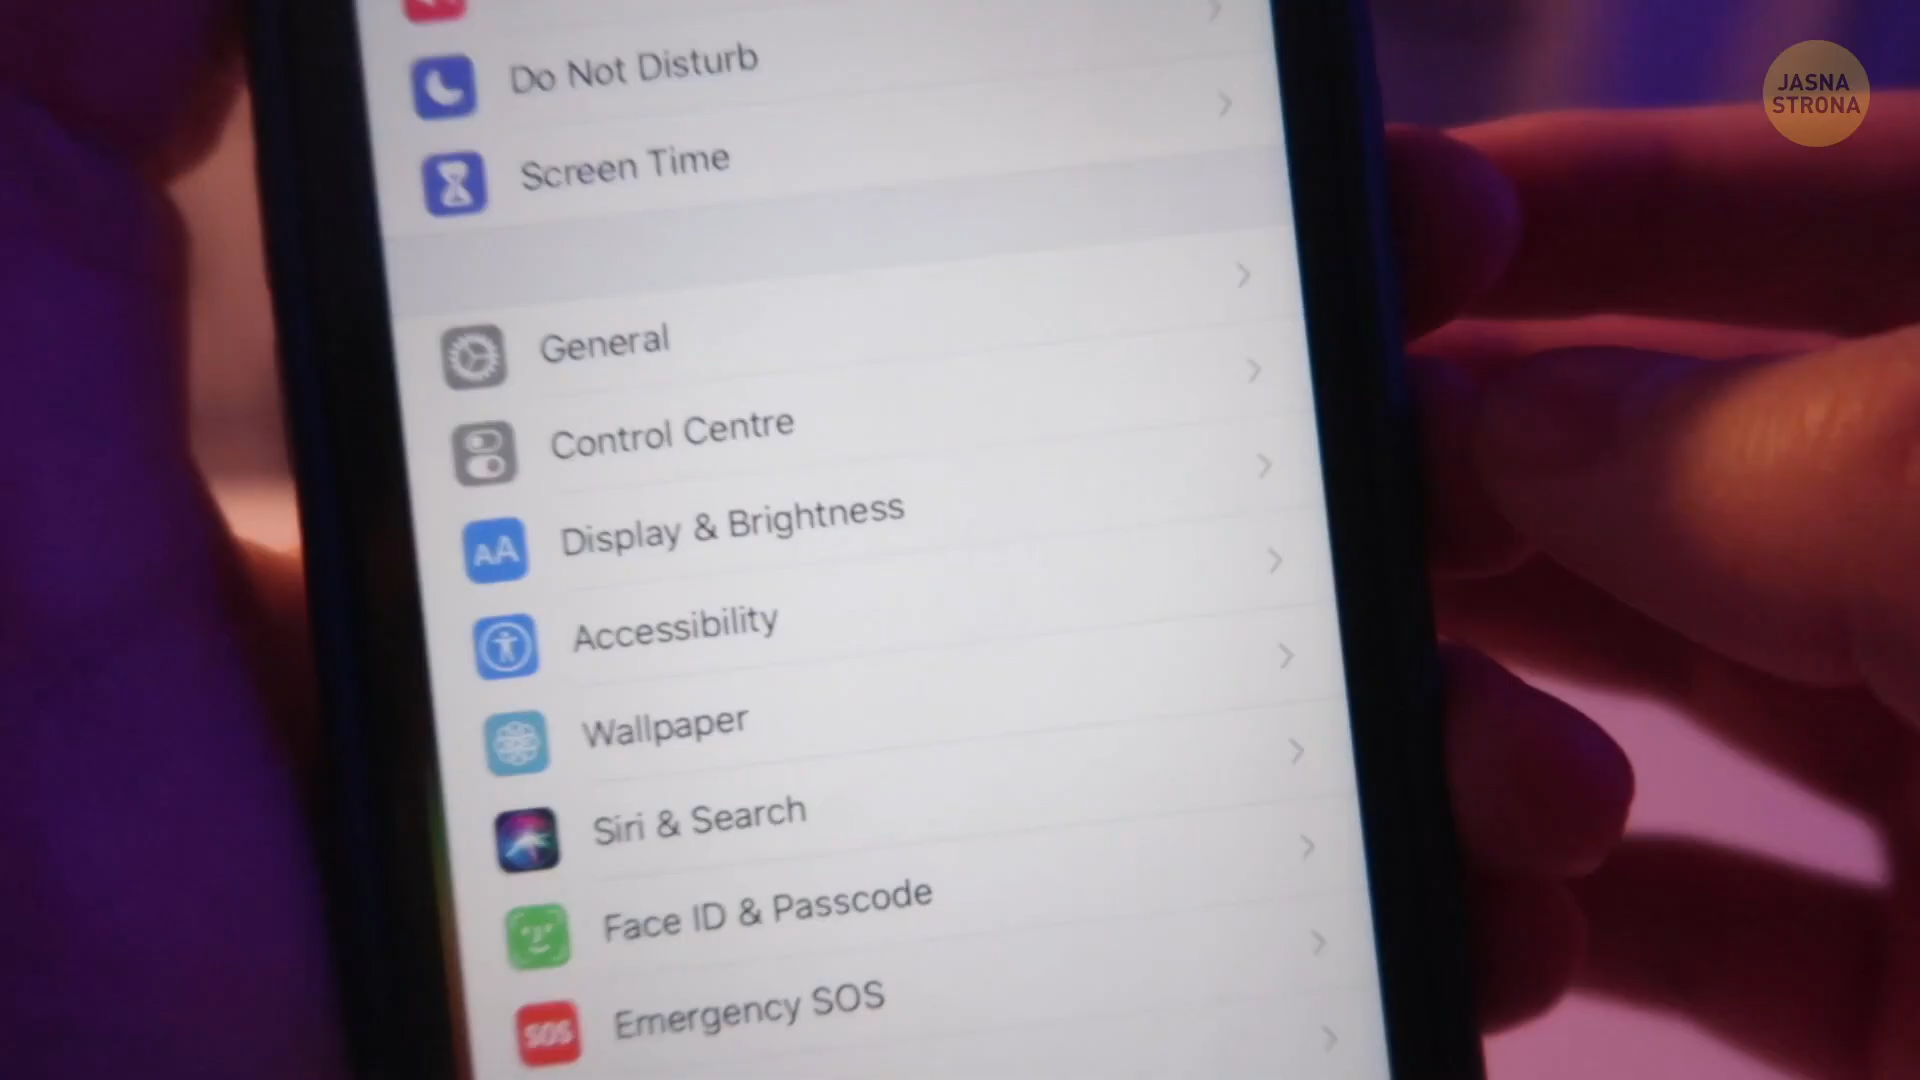 JASNA
STRONA
Do Not Disturb
Screen Time
General
Control Centre
AA Display & Brightness
Accessibility
Wallpaper
Siri & Search
Face ID & Passcode
SOS Emergency SOS